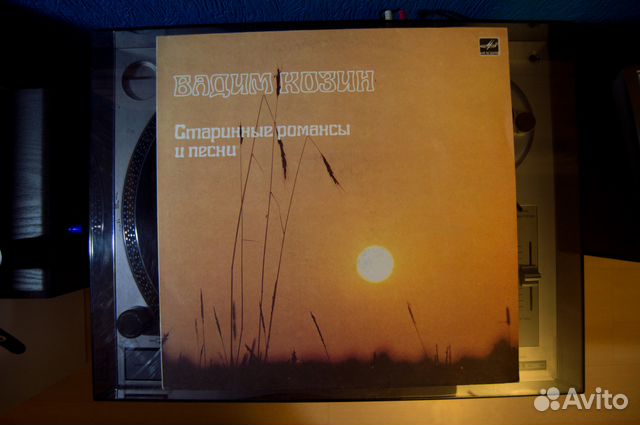 ВАДИМ КОЗИН
Старинные романсы
и песни
Avito